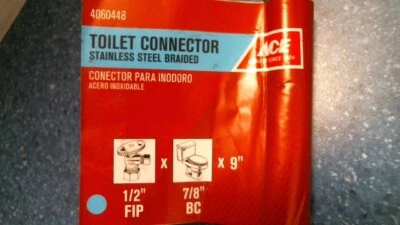 4060448
TOILET CONNECTOR
STAINLESS STEEL BRAIDED
CONECTOR PARA INODORO
ACERO INOXIDABLE
ACE
x
x 9"
1/2"
FIP
7/8"
BC